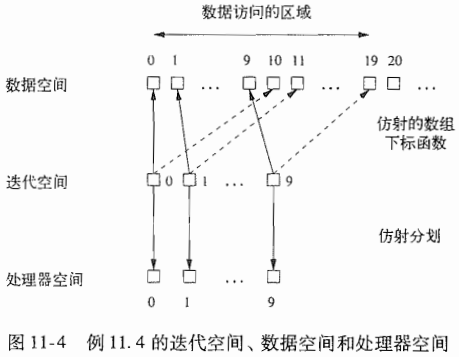 数据访问的区域
0 1 9 10 11 19 20
数据空间 … … …
仿射的数组
下标函数
迭代空间 0 1 … 9
仿射分划
处理器空间 …
0 1 9
图 11-4 例 11.4 的迭代空间、数据空间和处理器空间